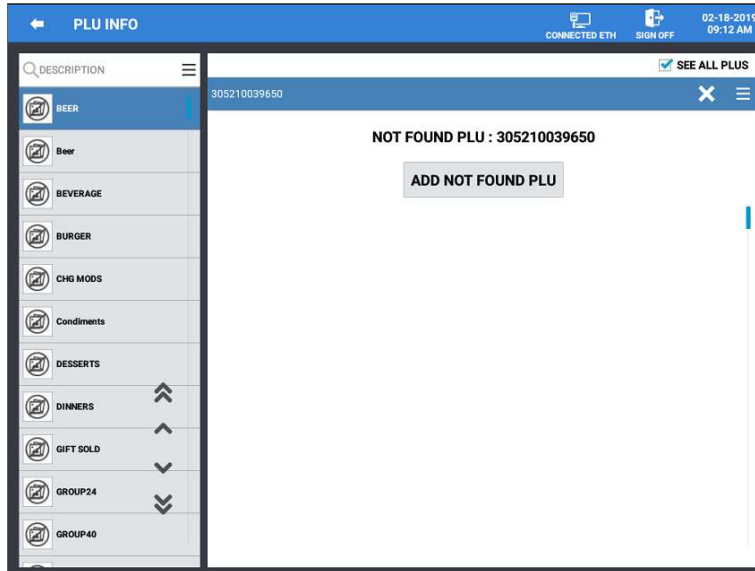 PLU INFO
CONNECTED ETH
SIGN OFF
02-18-2019
09:12 AM
DESCRIPTION
SEE ALL PLUS
BEER
Beer
BEVERAGE
BURGER
CHG MODS
Condiments
DESSERTS
DINNERS
GIFT SOLD
GROUP24
GROUP40
305210039650
NOT FOUND PLU : 305210039650
ADD NOT FOUND PLU